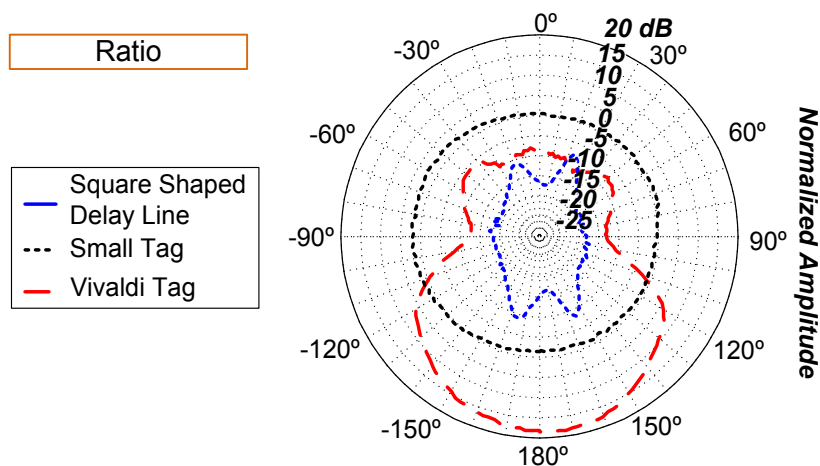 Ratio
Square Shaped
Delay Line
Small Tag
Vivaldi Tag
0º
30º
60º
90º
120º
150º
180º
-150º
-120º
-90º
-60º
-30º
20 dB
15
10
5
0
-5
-10
-15
-20
-25
Normalized Amplitude